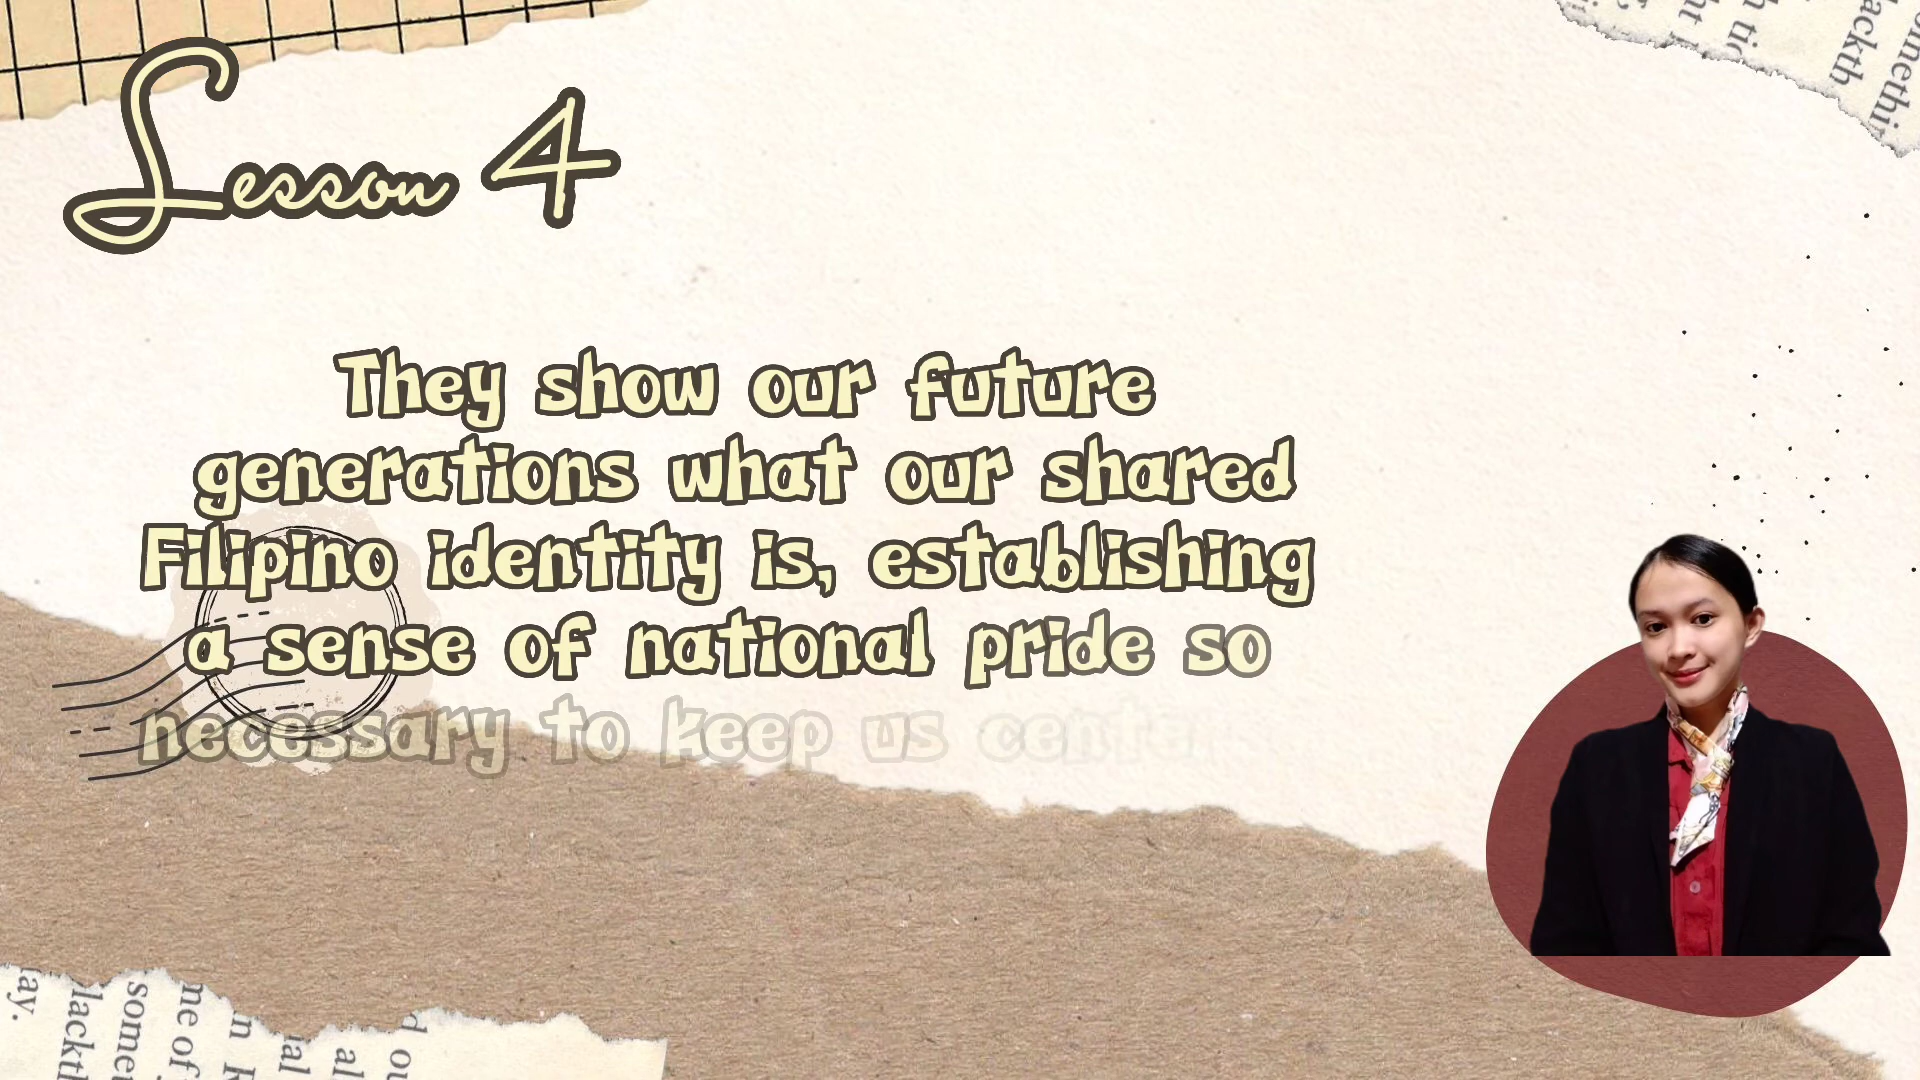 Lesson 4
They show our future
generations what our shared
Filipino identity is, establishing
a sense of national pride so
necessary to keep us cente